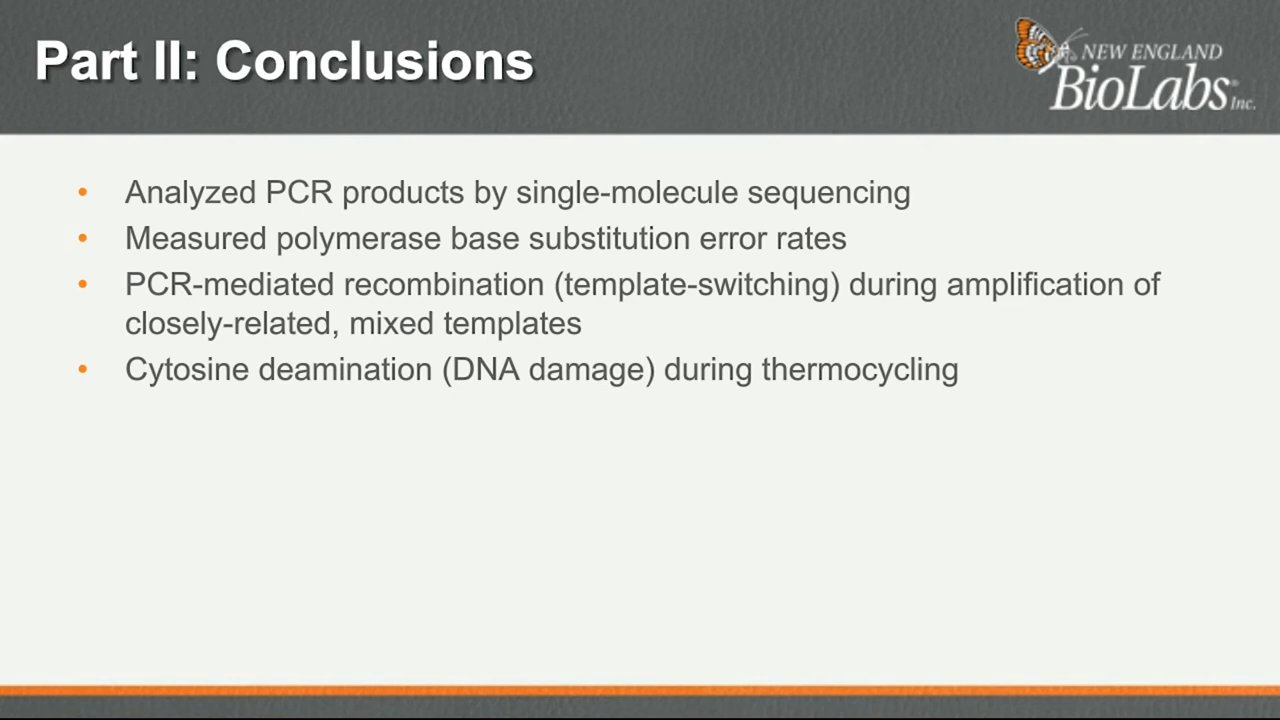 Part II: Conclusions
NEW ENGLAND
BioLabs® Inc.
• Analyzed PCR products by single-molecule sequencing
• Measured polymerase base substitution error rates
• PCR-mediated recombination (template-switching) during amplification of
closely-related, mixed templates
• Cytosine deamination (DNA damage) during thermocycling